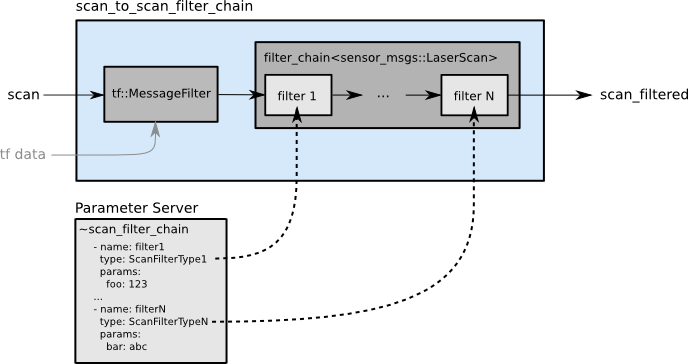 scan_to_scan_filter_chain
filter_chain<sensor_msgs::LaserScan>
scan
tf::MessageFilter
filter 1
...
filter N
scan_filtered
tf data
Parameter Server
~scan_filter_chain
- name: filter1
type: ScanFilterType1
params:
foo: 123
...
- name: filterN
type: ScanFilterTypeN
params:
bar: abc